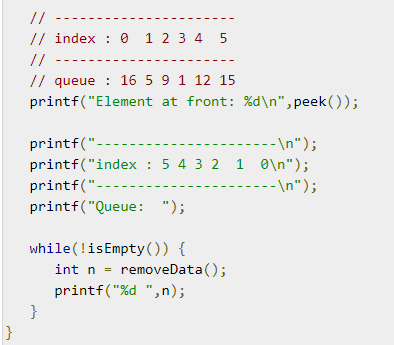 // ----------------------
// index : 0  1 2 3 4  5
// ----------------------
// queue : 16 5 9 1 12 15
printf("Element at front: %d\n",peek());
printf("----------------------\n");
printf("index : 5 4 3 2  1  0\n");
printf("----------------------\n");
printf("Queue:  ");
while(!isEmpty()) {
int n = removeData();
printf("%d ",n);
}
}